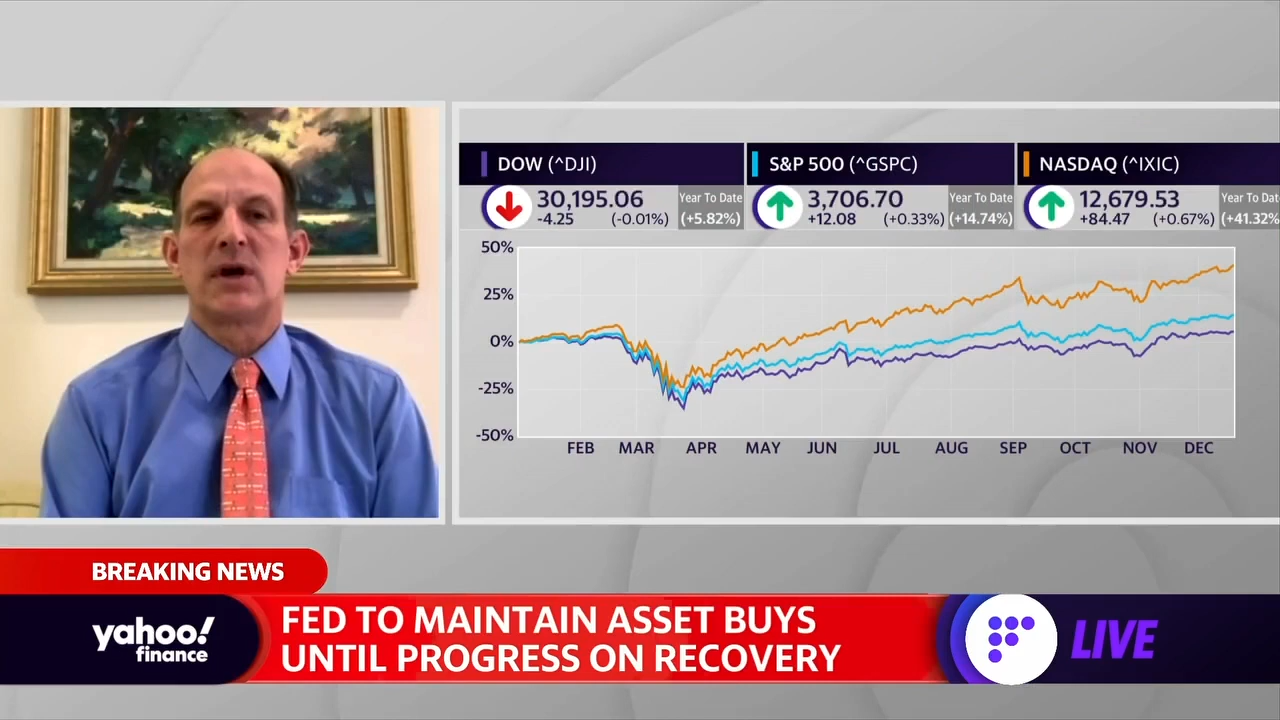 DOW (^DJI)
30,195.06
-4.25 (-0.01%)
Year To Date
(+5.82%)
S&P 500 (^GSPC)
3,706.70
+12.08 (+0.33%)
Year To Date
(+14.74%)
NASDAQ (^IXIC)
12,679.53
+84.47 (+0.67%)
Year To Dat
(+41.32%
50%
25%
0%
-25%
-50%
FEB MAR APR MAY JUN JUL AUG SEP OCT NOV DEC
BREAKING NEWS
yahoo!
finance
FED TO MAINTAIN ASSET BUYS
UNTIL PROGRESS ON RECOVERY
LIVE